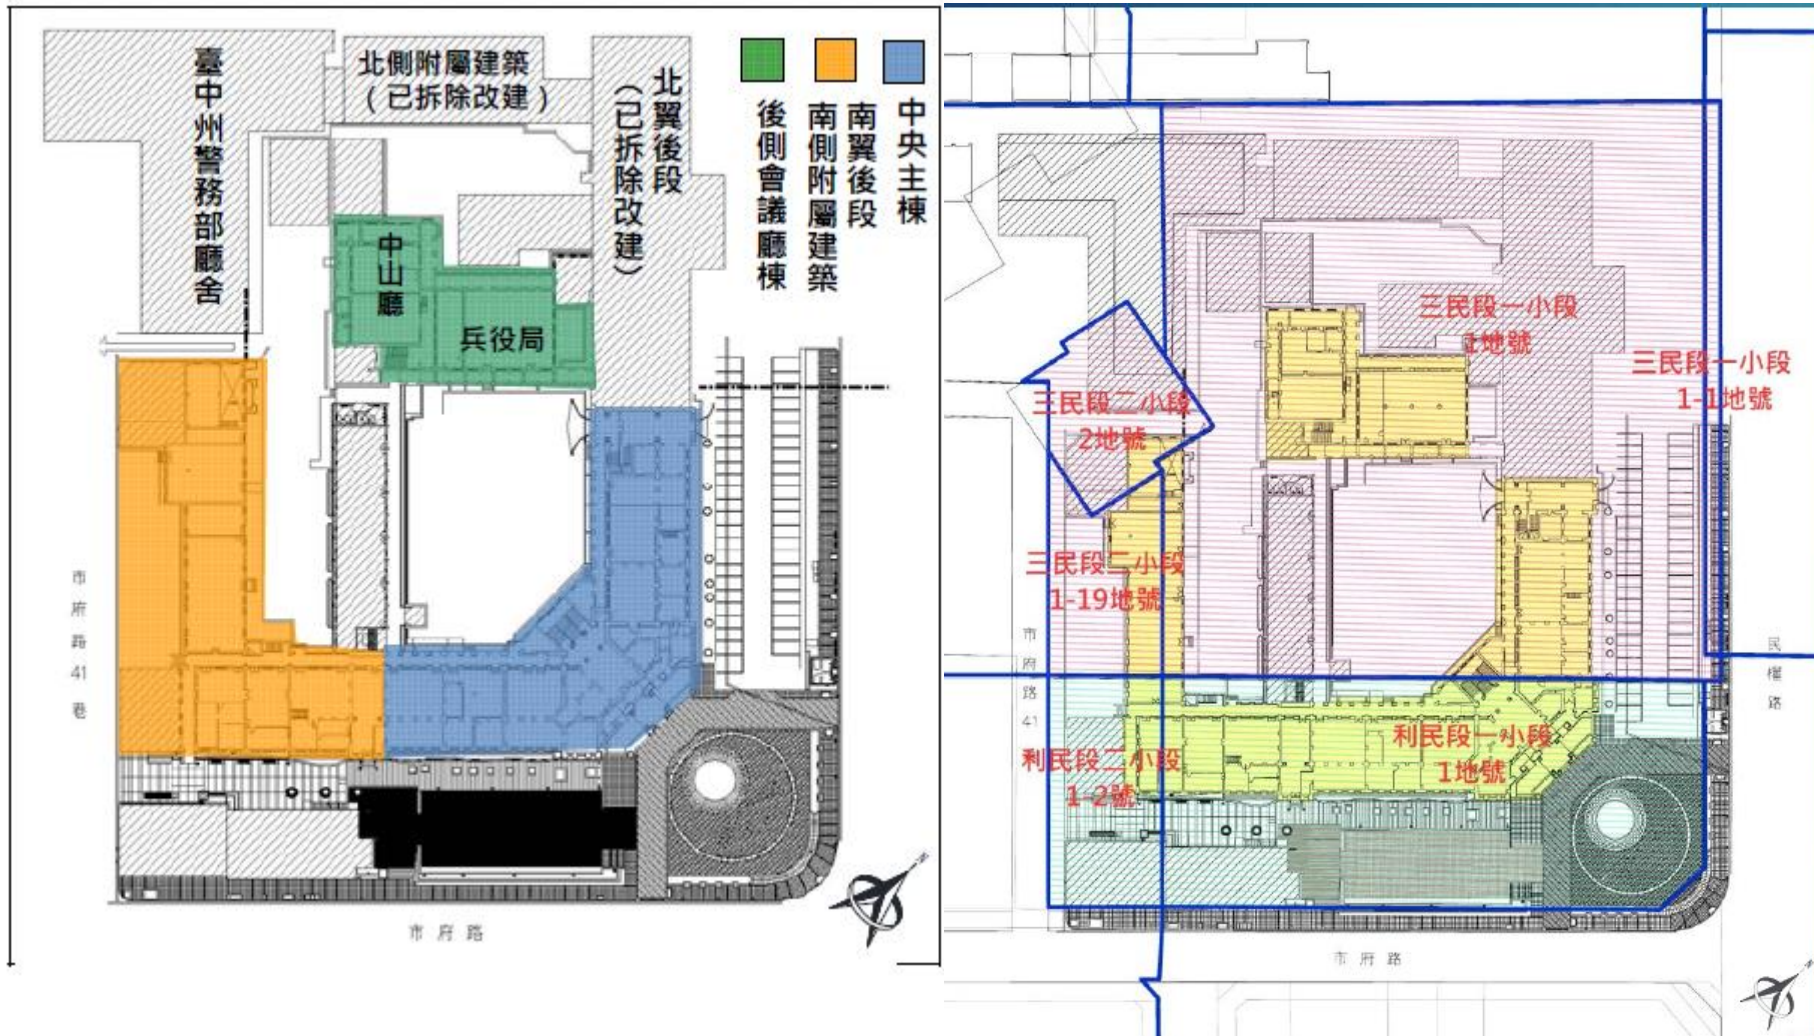 臺中州警務部廳舍
北側附屬建築
（已拆除改建）
北翼後段
（已拆除改建）
後側會議廳棟
南翼後段
南側附屬建築
中央主棟
中山廳
兵役局
市府路41巷
市府路
三民段一小段
1地號
三民段一小段
1-1地號
三民段二小段
2地號
三民段二小段
1-19地號
利民段一小段
1地號
利民段二小段
1-2號
市府路41
民權路
市府路